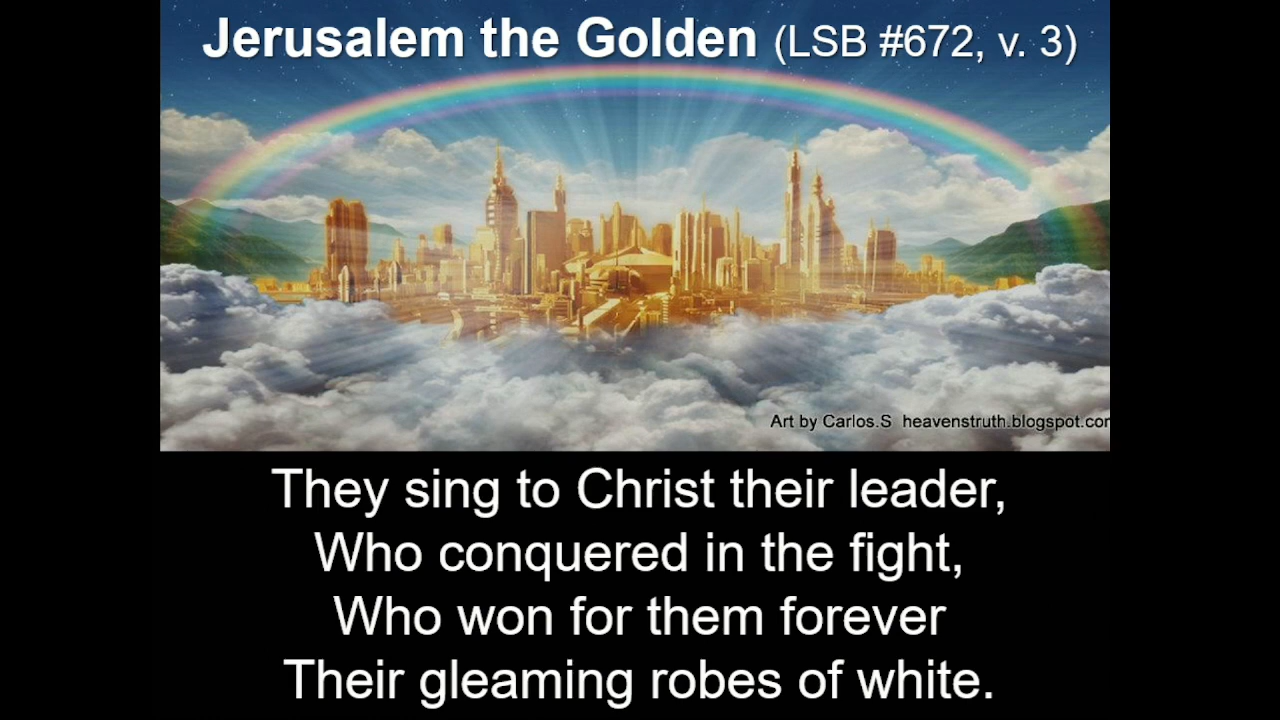 Jerusalem the Golden (LSB #672, v. 3)
Art by Carlos.S heavenstruth.blogspot.cor
They sing to Christ their leader,
Who conquered in the fight,
Who won for them forever
Their gleaming robes of white.